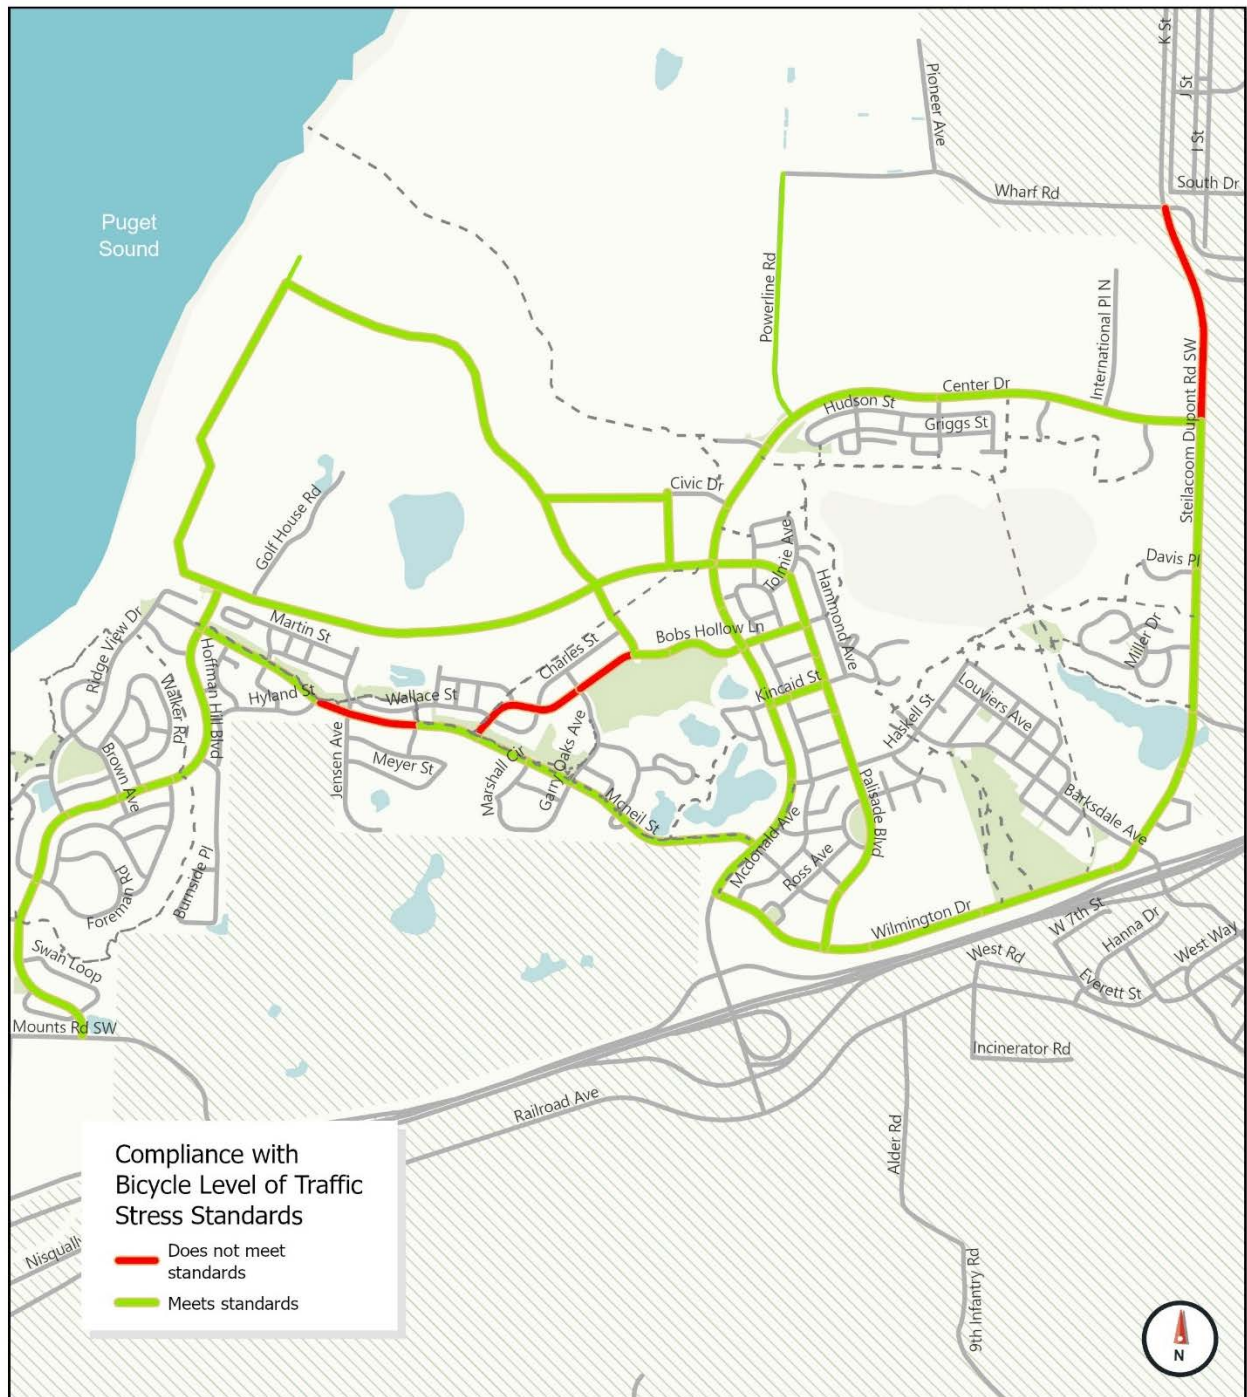 K St
J St
I St
Pioneer Ave
South Dr
Wharf Rd
Puget
Sound
Powerline Rd
International Pl N
Steilacoom Dupont Rd SW
Center Dr
Hudson St
Griggs St
Civic Dr
Golf House Rd
Tolmie Ave
Davis Pl
Hammond Ave
Martin St
Ridge View Dr
Bobs Hollow Ln
Charles St
Miller Dr
Hoffman Hill Blvd
Walker Rd
Hyland St
Wallace St
Kincaid St
Louviers Ave
Haskell St
Brown Ave
Jensen Ave
Meyer St
Marshall Cir
Garry Oaks Ave
Mcneil St
Palisade Blvd
Barksdale Ave
Mcdonald Ave
Ross Ave
Foreman Rd
Burnside Pl
Wilmington Dr
W 7th St
Hanna Dr
West Way
West Rd
Everett St
Swan Loop
Mounts Rd SW
Incinerator Rd
Railroad Ave
Alder Rd
Compliance with
Bicycle Level of Traffic
Stress Standards
Does not meet
standards
Meets standards
Nisqually
9th Infantry Rd
N